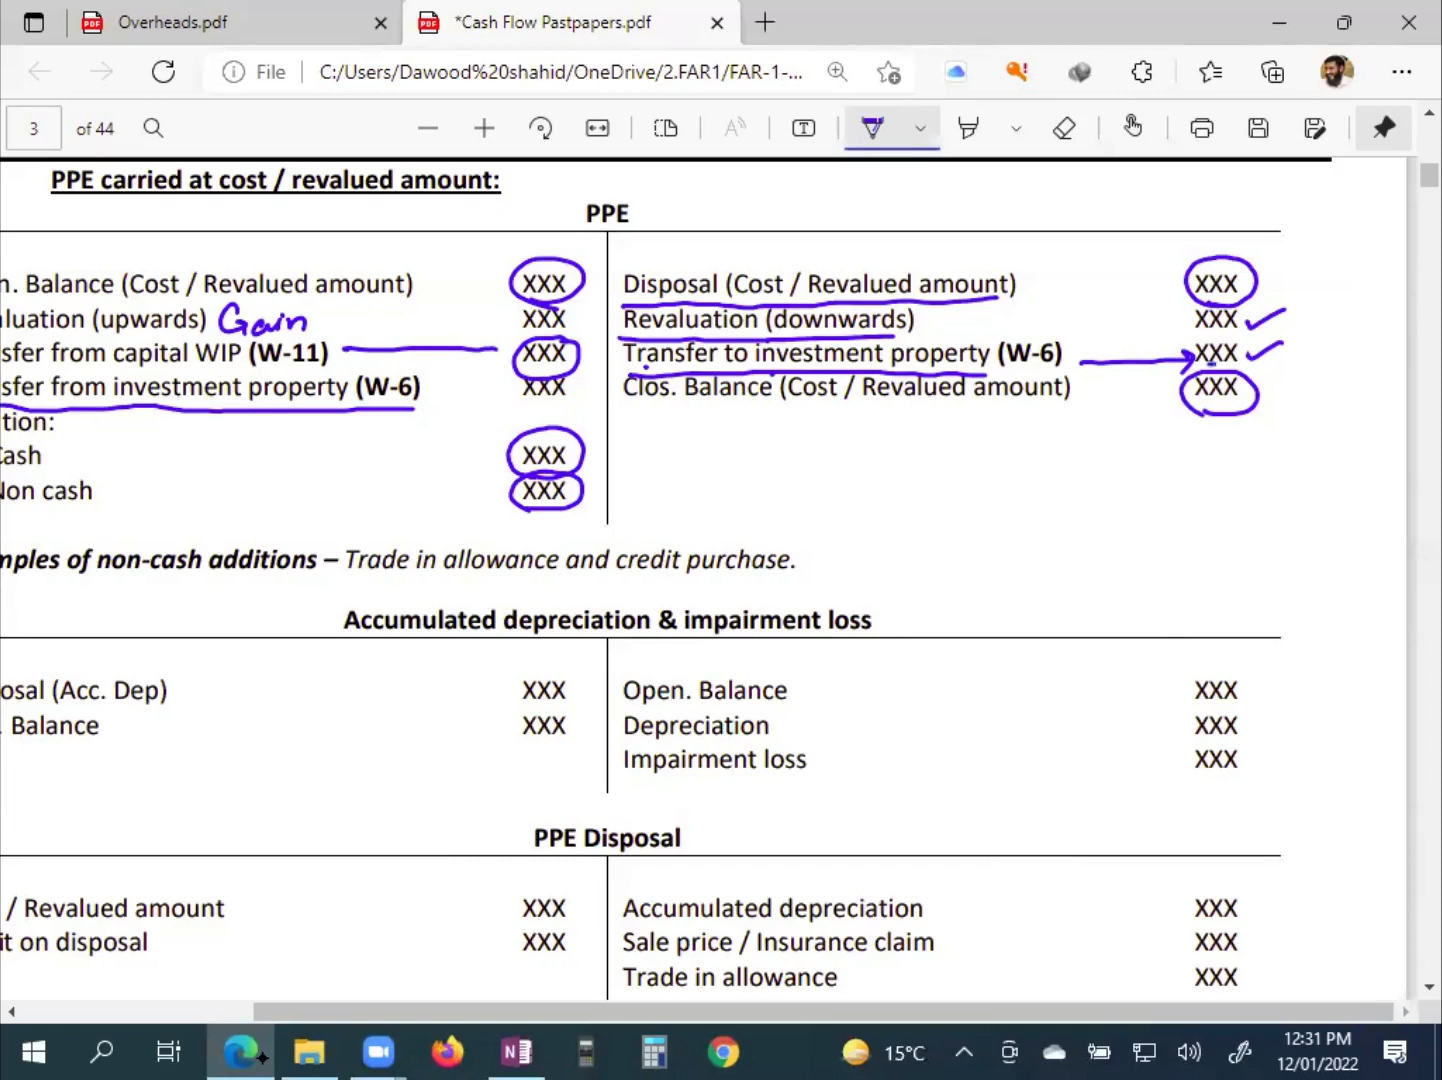 Overheads.pdf
*Cash Flow Pastpapers.pdf
File
C:/Users/Dawood%20shahid/OneDrive/2.FAR1/FAR-1-...
3 of 44
PPE carried at cost / revalued amount:
PPE
n. Balance (Cost / Revalued amount) XXX Disposal (Cost / Revalued amount) XXX
luation (upwards) Gain XXX Revaluation (downwards) XXX
sfer from capital WIP (W-11) XXX Transfer to investment property (W-6) XXX
sfer from investment property (W-6) XXX Clos. Balance (Cost / Revalued amount) XXX
tion:
Cash XXX
Non cash XXX
mples of non-cash additions – Trade in allowance and credit purchase.
Accumulated depreciation & impairment loss
osal (Acc. Dep) XXX Open. Balance XXX
. Balance XXX Depreciation XXX
Impairment loss XXX
PPE Disposal
/ Revalued amount XXX Accumulated depreciation XXX
it on disposal XXX Sale price / Insurance claim XXX
Trade in allowance XXX
15°C
12:31 PM
12/01/2022